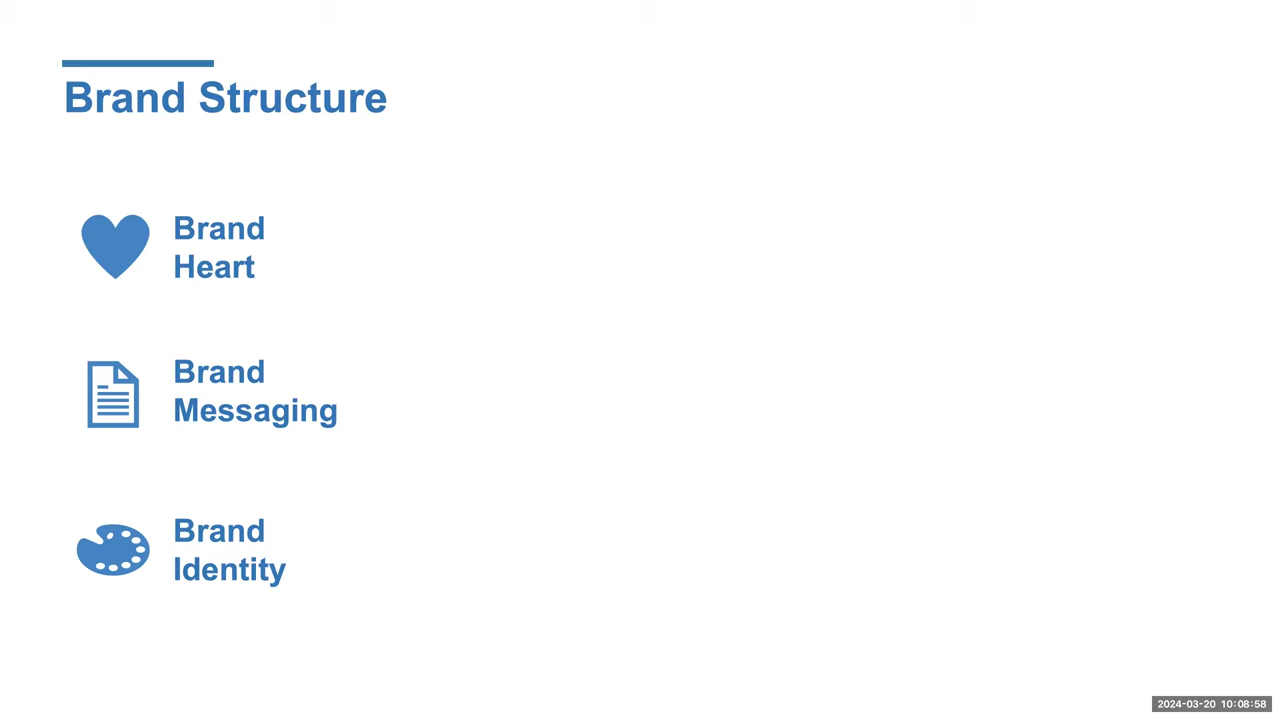 Brand Structure
Brand
Heart
Brand
Messaging
Brand
Identity
2024-03-20 10:08:58